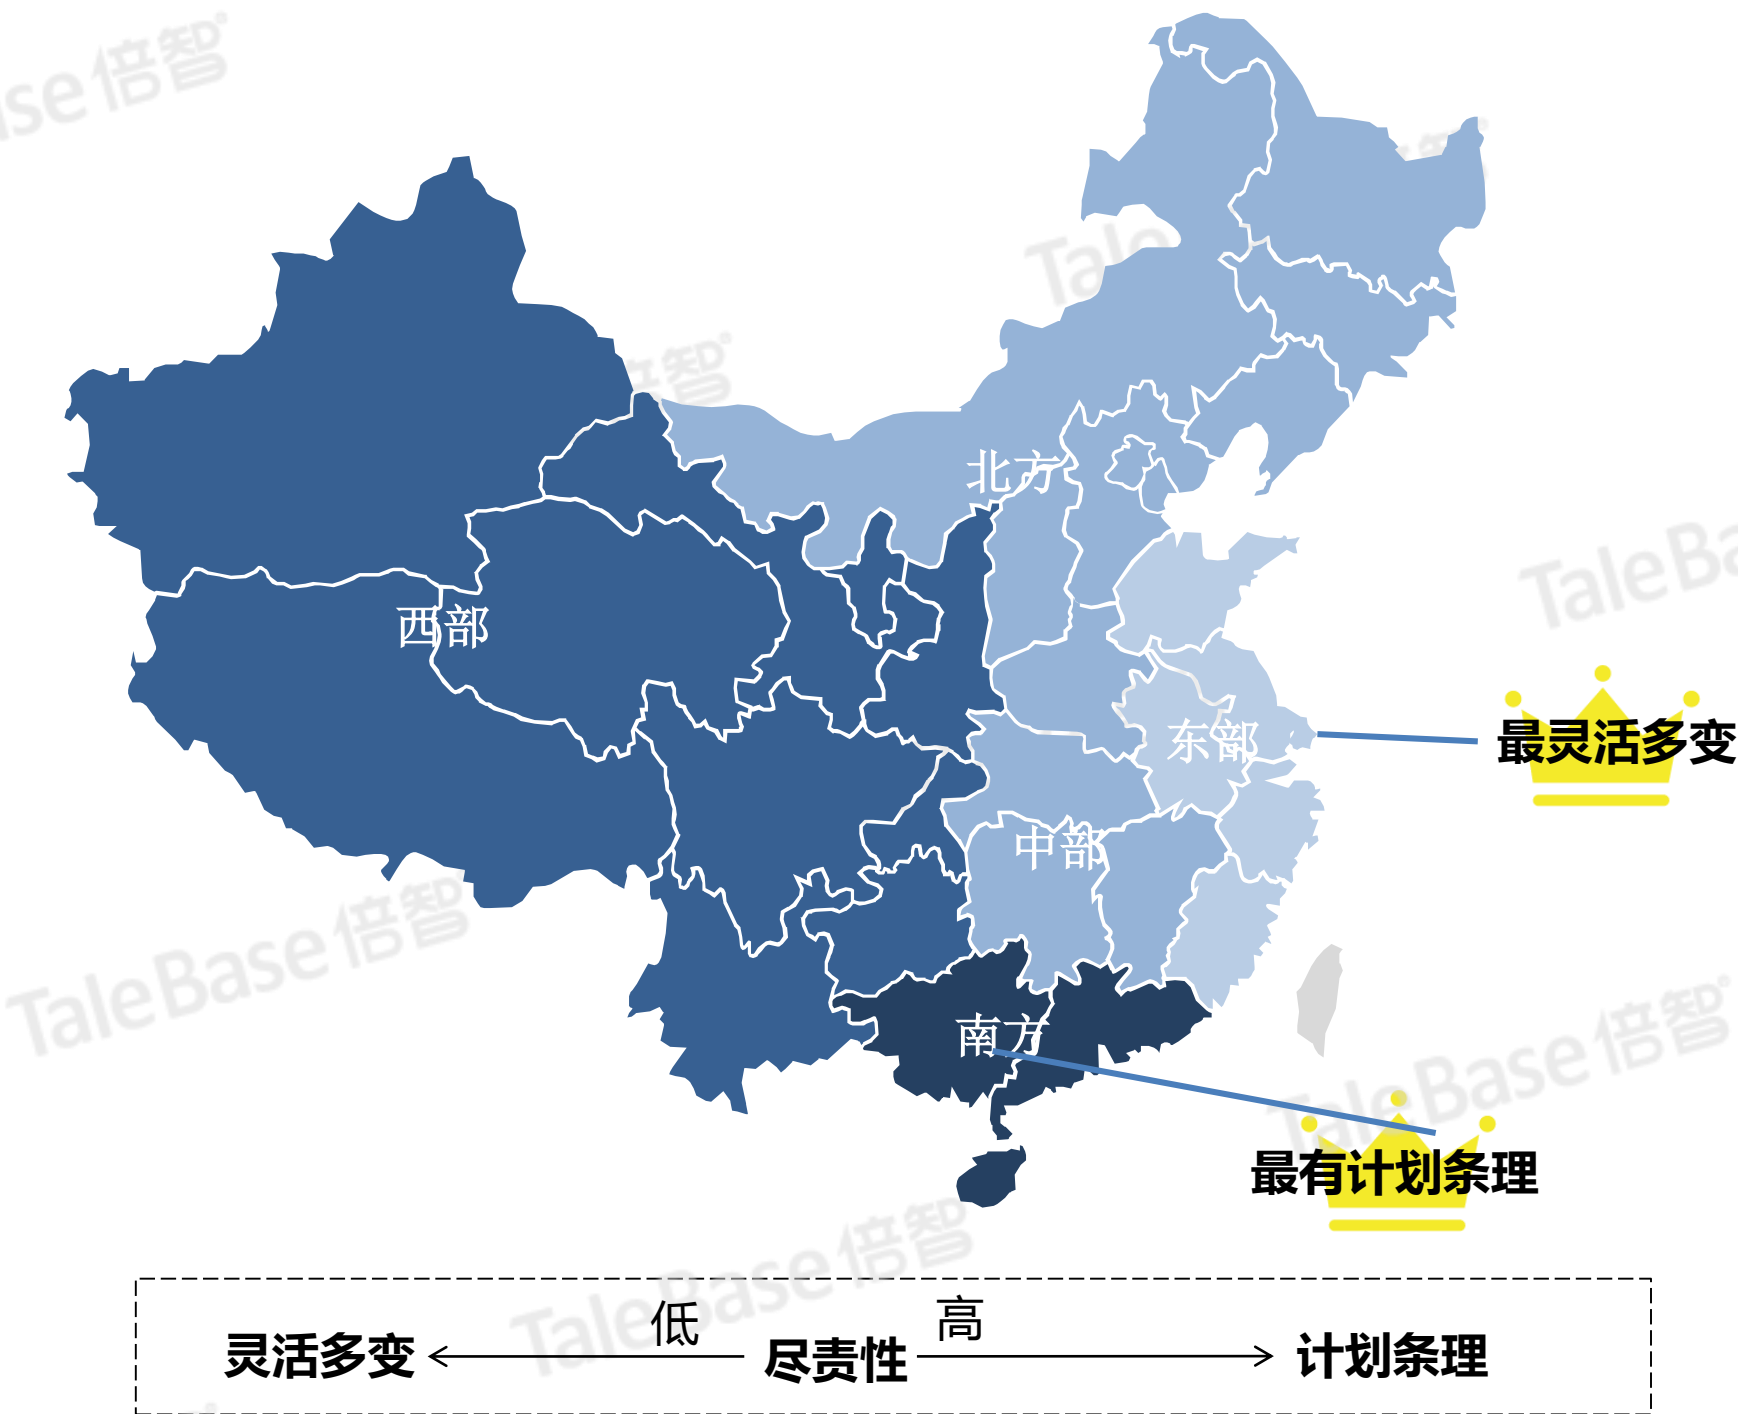 TaleBase倍智
北方
西部
东部
最灵活多变
中部
南方
最有计划条理
低
高
灵活多变
尽责性
计划条理